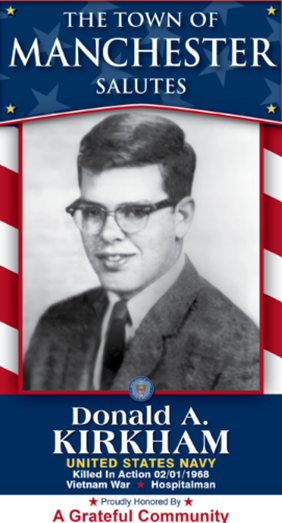 THE TOWN OF
MANCHESTER
SALUTES
Donald A.
KIRKHAM
UNITED STATES NAVY
Killed In Action 02/01/1968
Vietnam War ★ Hospitalman
★ Proudly Honored By ★
A Grateful Community